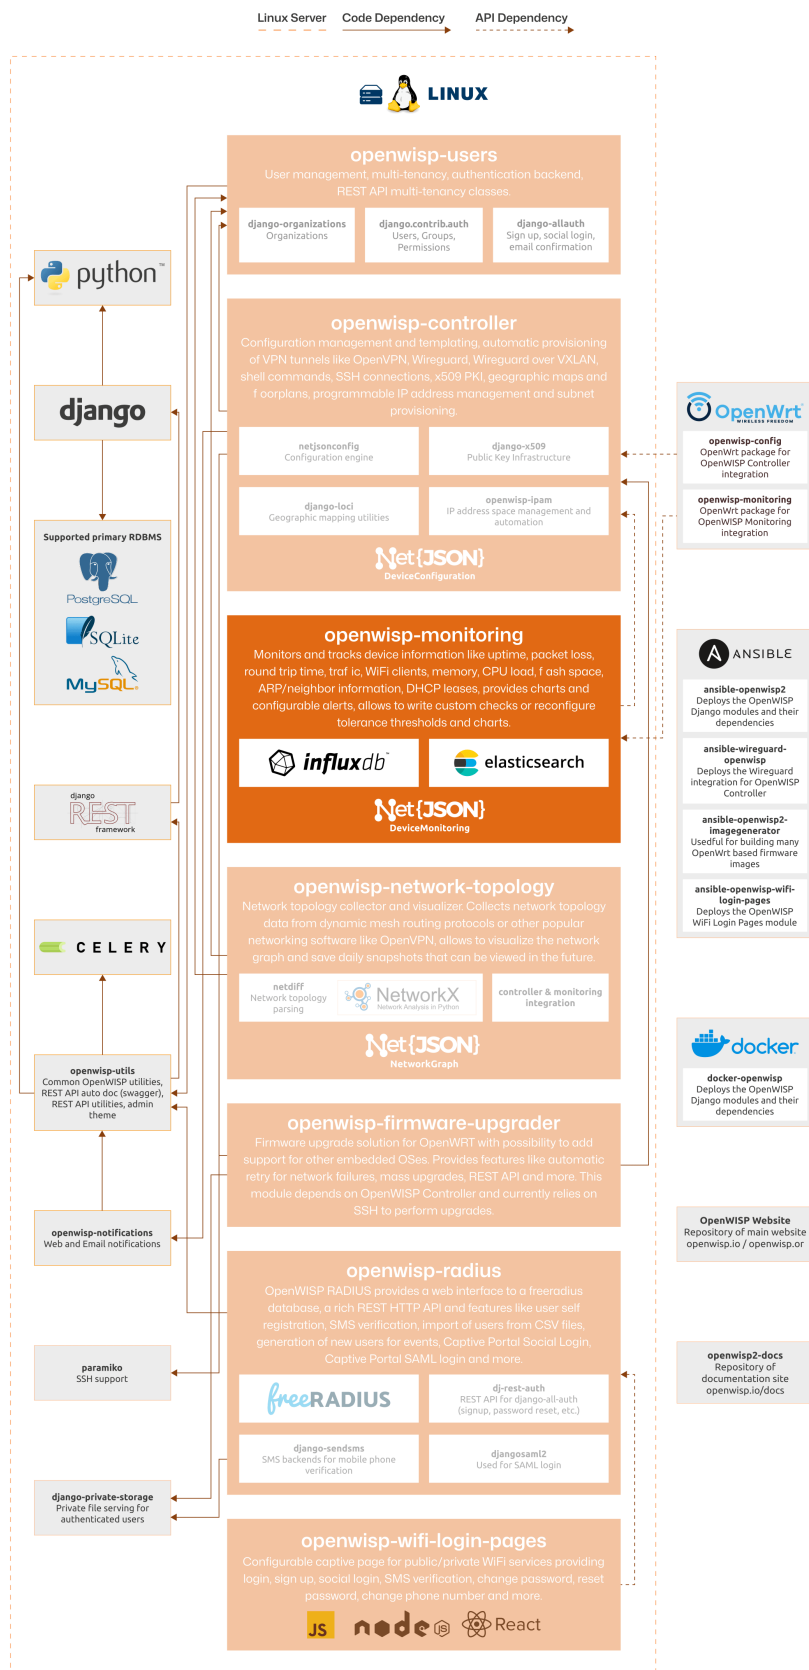 Linux Server
Code Dependency
API Dependency
LINUX
openwisp-users
User management, multi-tenancy, authentication backend,
REST API multi-tenancy classes.
django-organizations
Organizations
django.contrib.auth
Users, Groups,
Permissions
django-allauth
Sign up, social login,
email confirmation
python™
django
Supported primary RDBMS
PostgreSQL
SQLite
MySQL®
django
REST
framework
CELERY
openwisp-utils
Common OpenWISP utilities,
REST API auto doc (swagger),
REST API utilities, admin
theme
openwisp-notifications
Web and Email notifications
paramiko
SSH support
django-private-storage
Private file serving for
authenticated users
openwisp-controller
Configuration management and templating, automatic provisioning
of VPN tunnels like OpenVPN, Wireguard, Wireguard over VXLAN,
shell commands, SSH connections, x509 PKI, geographic maps and
f oorplans, programmable IP address management and subnet
provisioning.
netjsonconfig
Configuration engine
django-x509
Public Key Infrastructure
django-loci
Geographic mapping utilities
openwisp-ipam
IP address space management and
automation
Net{JSON}
DeviceConfiguration
openwisp-monitoring
Monitors and tracks device information like uptime, packet loss,
round trip time, traf ic, WiFi clients, memory, CPU load, f ash space,
ARP/neighbor information, DHCP leases, provides charts and
configurable alerts, allows to write custom checks or reconfigure
tolerance thresholds and charts.
influxdb™
elasticsearch
Net{JSON}
DeviceMonitoring
openwisp-network-topology
Network topology collector and visualizer. Collects network topology
data from dynamic mesh routing protocols or other popular
networking software like OpenVPN, allows to visualize the network
graph and save daily snapshots that can be viewed in the future.
netdiff
Network topology
parsing
NetworkX
Network Analysis in Python
controller & monitoring
integration
Net{JSON}
NetworkGraph
openwisp-firmware-upgrader
Firmware upgrade solution for OpenWRT with possibility to add
support for other embedded OSes. Provides features like automatic
retry for network failures, mass upgrades, REST API and more. This
module depends on OpenWISP Controller and currently relies on
SSH to perform upgrades.
openwisp-radius
OpenWISP RADIUS provides a web interface to a freeradius
database, a rich REST HTTP API and features like user self
registration, SMS verification, import of users from CSV files,
generation of new users for events, Captive Portal Social Login,
Captive Portal SAML login and more.
freeRADIUS
dj-rest-auth
REST API for django-all-auth
(signup, password reset, etc.)
django-sendsms
SMS backends for mobile phone
verification
djangosaml2
Used for SAML login
openwisp-wifi-login-pages
Configurable captive page for public/private WiFi services providing
login, sign up, social login, SMS verification, change password, reset
password, change phone number and more.
JS
node JS
React
OpenWrt
WIRELESS FREEDOM
openwisp-config
OpenWrt package for
OpenWISP Controller
integration
openwisp-monitoring
OpenWrt package for
OpenWISP Monitoring
integration
ANSIBLE
ansible-openwisp2
Deploys the OpenWISP
Django modules and their
dependencies
ansible-wireguard-
openwisp
Deploys the Wireguard
integration for OpenWISP
Controller
ansible-openwisp2-
imagegenerator
Usedful for building many
OpenWrt based firmware
images
ansible-openwisp-wifi-
login-pages
Deploys the OpenWISP
WiFi Login Pages module
docker
docker-openwisp
Deploys the OpenWISP
Django modules and their
dependencies
OpenWISP Website
Repository of main website
openwisp.io / openwisp.or
openwisp2-docs
Repository of
documentation site
openwisp.io/docs